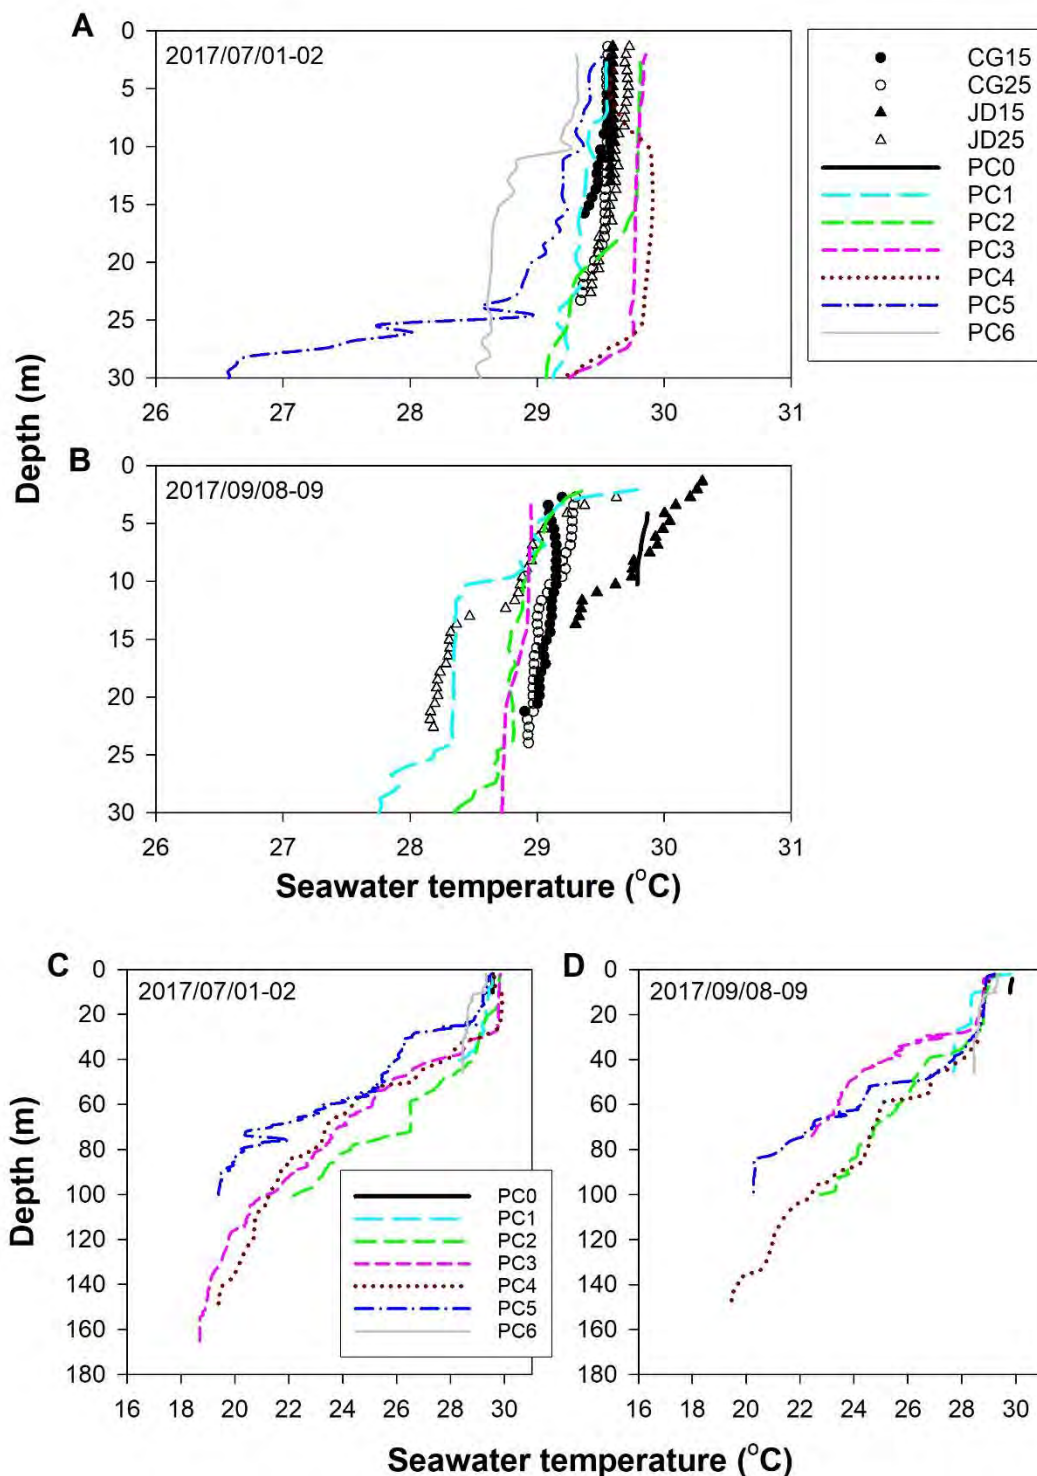 A
2017/07/01-02
0
5
10
15
20
25
30
26 27 28 29 30 31
CG15
CG25
JD15
JD25
PC0
PC1
PC2
PC3
PC4
PC5
PC6
Depth (m)
B
2017/09/08-09
0
5
10
15
20
25
30
26 27 28 29 30 31
Seawater temperature (°C)
C
2017/07/01-02
0
20
40
60
80
100
120
140
160
180
16 18 20 22 24 26 28 30
PC0
PC1
PC2
PC3
PC4
PC5
PC6
Depth (m)
D
2017/09/08-09
0
20
40
60
80
100
120
140
160
180
16 18 20 22 24 26 28 30
Seawater temperature (°C)